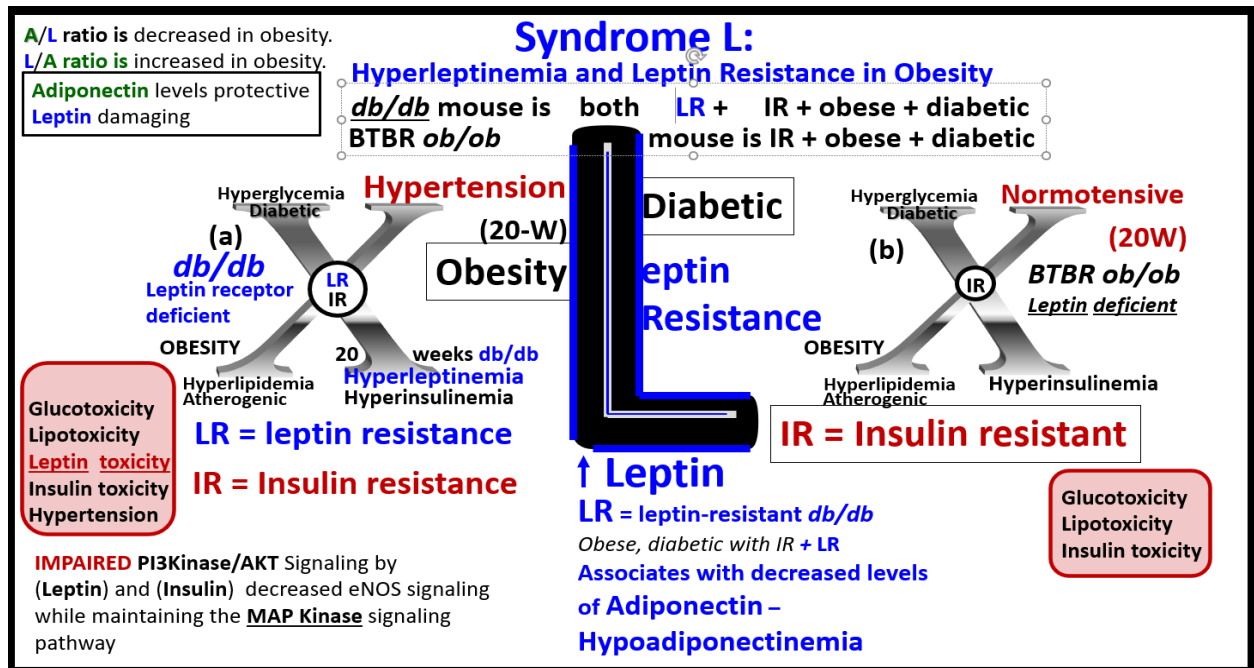 A/L ratio is decreased in obesity.
L/A ratio is increased in obesity.
Adiponectin levels protective
Leptin damaging
Syndrome L:
Hyperleptinemia and Leptin Resistance in Obesity
db/db mouse is both LR + IR + obese + diabetic
BTBR ob/ob mouse is IR + obese + diabetic
Hyperglycemia
Diabetic
Hypertension
(20-W)
(a)
db/db
Leptin receptor
deficient
LR
IR
OBESITY
20 weeks db/db
Hyperleptinemia
Hyperinsulinemia
Hyperlipidemia
Atherogenic
Obesity
Diabetic
L
eptin
Resistance
Hyperglycemia
Diabetic
Normotensive
(20W)
(b)
BTBR ob/ob
Leptin deficient
IR
OBESITY
Hyperlipidemia
Atherogenic
Hyperinsulinemia
Glucotoxicity
Lipotoxicity
Leptin toxicity
Insulin toxicity
Hypertension
LR = leptin resistance
IR = Insulin resistance
IR = Insulin resistant
↑ Leptin
LR = leptin-resistant db/db
Obese, diabetic with IR + LR
Associates with decreased levels
of Adiponectin –
Hypoadiponectinemia
Glucotoxicity
Lipotoxicity
Insulin toxicity
IMPAIRED PI3Kinase/AKT Signaling by
(Leptin) and (Insulin) decreased eNOS signaling
while maintaining the MAP Kinase signaling
pathway